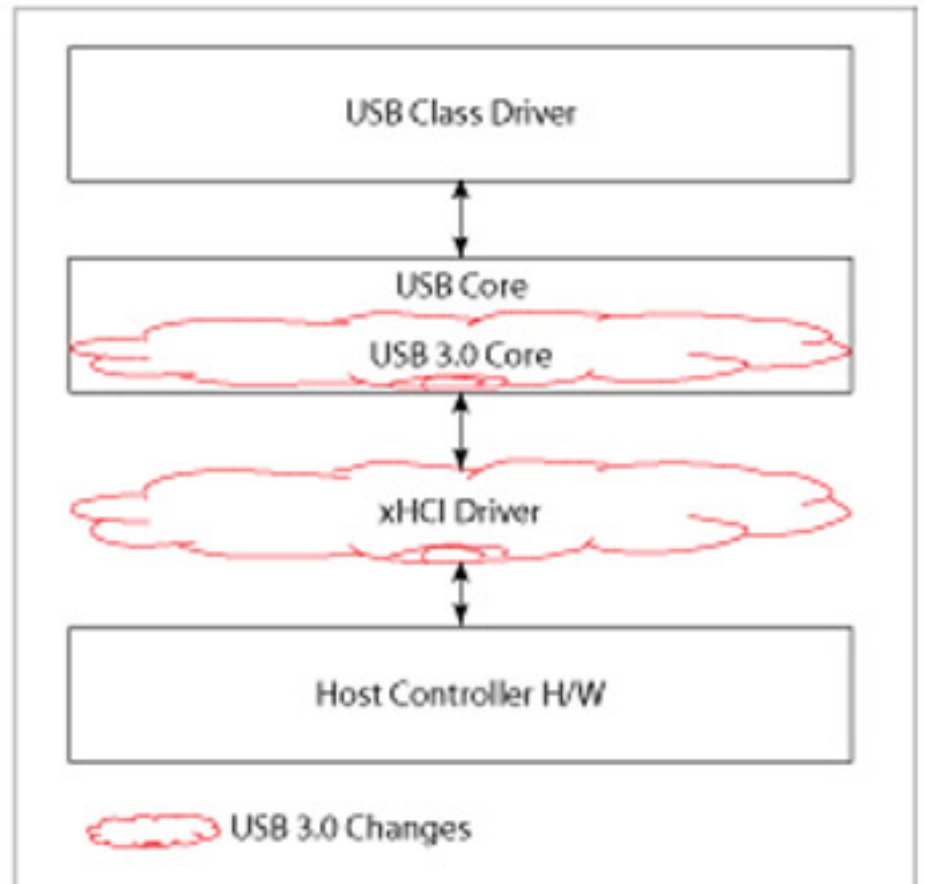 USB Class Driver
USB Core
USB 3.0 Core
xHCI Driver
Host Controller H/W
USB 3.0 Changes